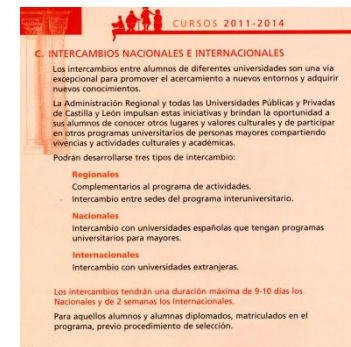 CURSOS 2011-2014
C. INTERCAMBIOS NACIONALES E INTERNACIONALES
Los intercambios entre alumnos de diferentes universidades son una vía
excepcional para promover el acercamiento a nuevos entornos y adquirir
nuevos conocimientos.
La Administración Regional y todas las Universidades Públicas y Privadas
de Castilla y León impulsan estas iniciativas y brindan la oportunidad a
sus alumnos de conocer otros lugares y valores culturales y de participar
en otros programas universitarios de personas mayores compartiendo
vivencias y actividades culturales y académicas.
Podrán desarrollarse tres tipos de intercambio:
Regionales
Complementarios al programa de actividades.
Intercambio entre sedes del programa interuniversitario.
Nacionales
Intercambio con universidades españolas que tengan programas
universitarios para mayores.
Internacionales
Intercambio con universidades extranjeras.
Los intercambios tendrán una duración máxima de 9-10 días los
Nacionales y de 2 semanas los Internacionales.
Para aquellos alumnos y alumnas diplomados, matriculados en el
programa, previo procedimiento de selección.